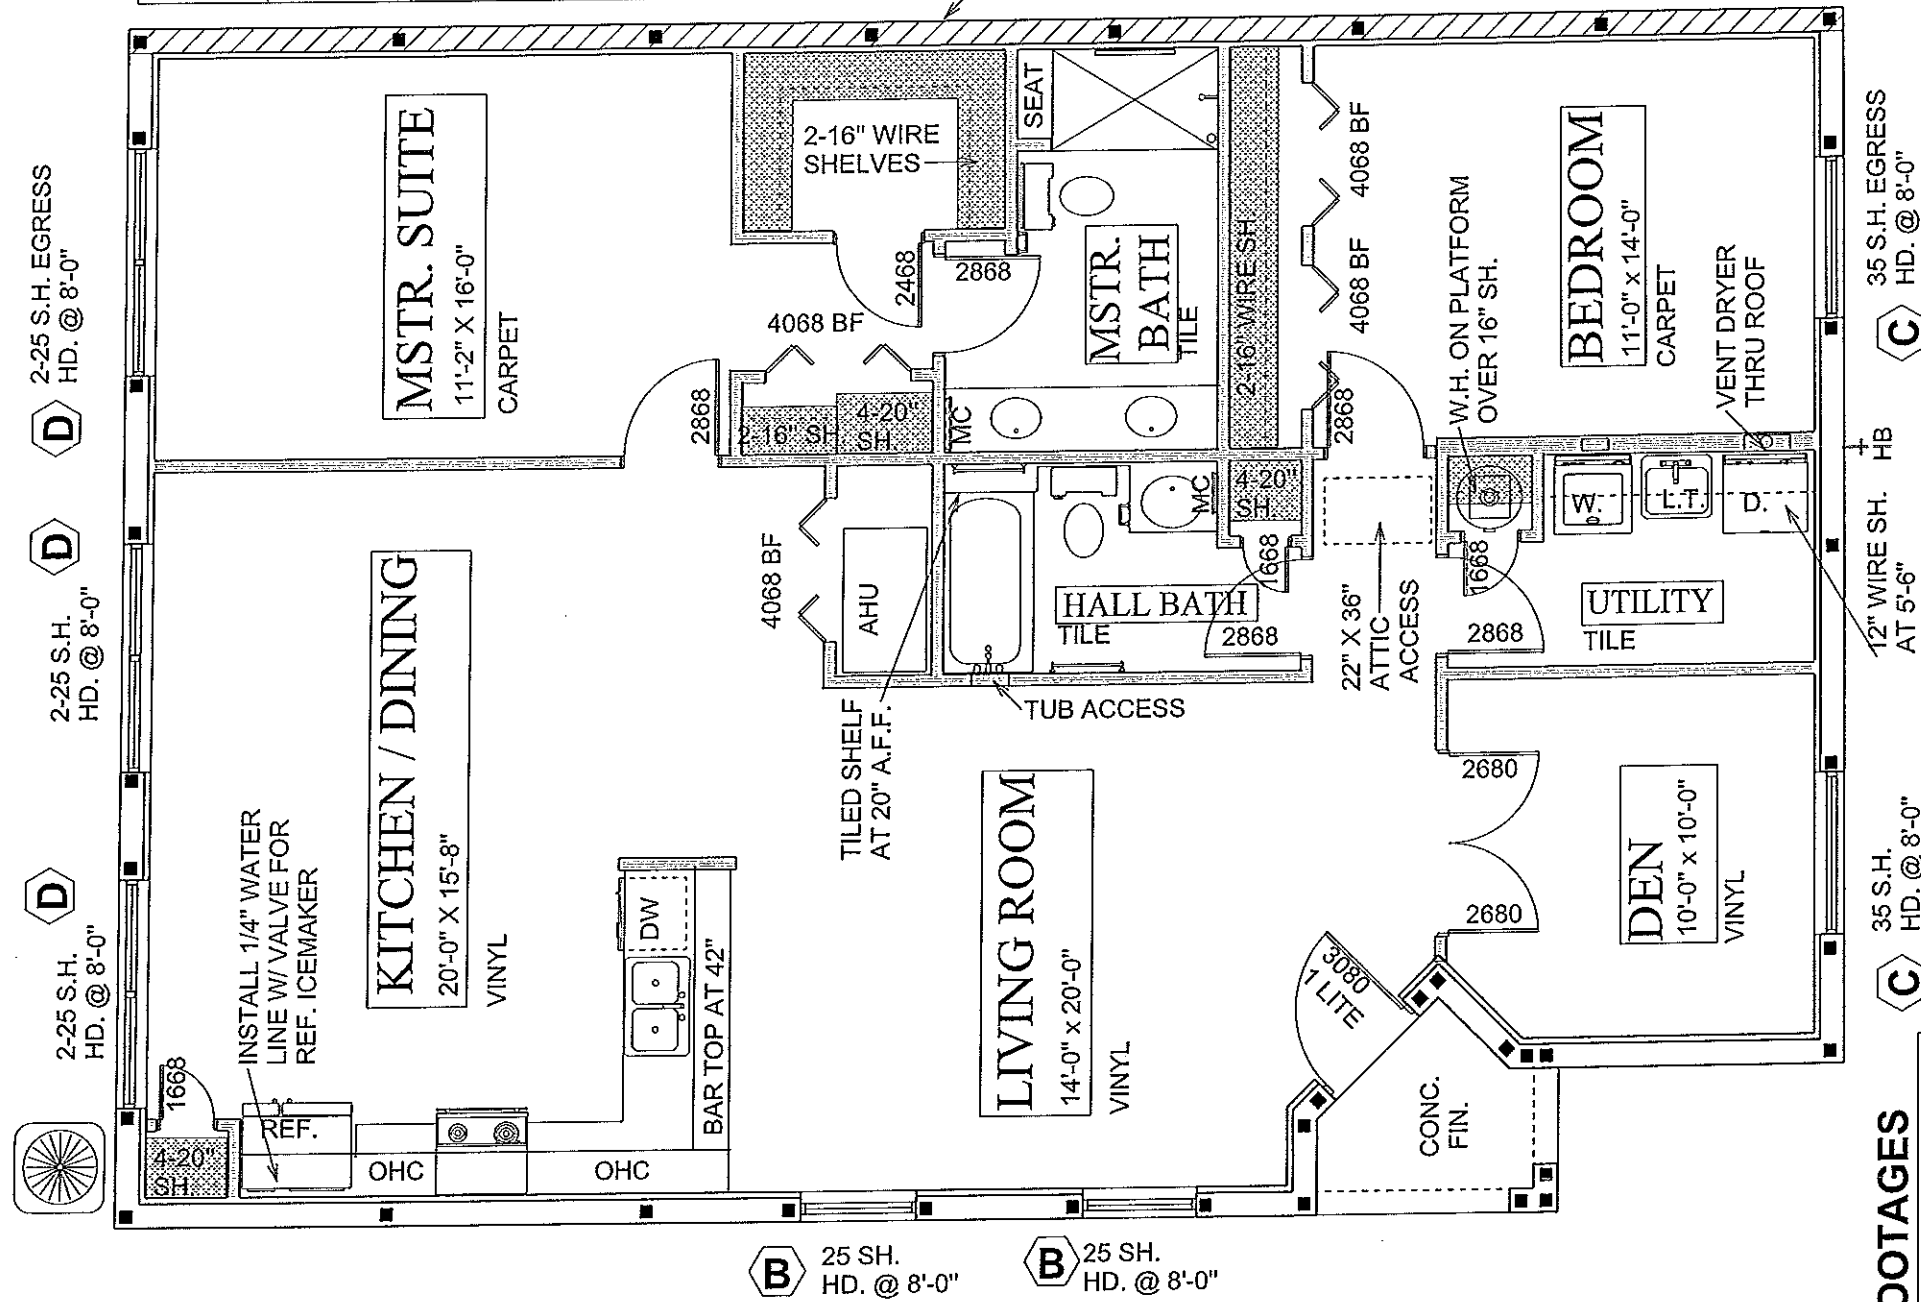 2-25 S.H. EGRESS
HD. @ 8'-0"
D
MSTR. SUITE
11'-2" X 16'-0"
CARPET
2-16" WIRE
SHELVES
SEAT
2468
2868
4068 BF
2868
2-16" SH.
4-20"
SH.
MC
MSTR.
BATH
TILE
2-16" WIRE SH.
4068 BF
4068 BF
2868
BEDROOM
11'-0" x 14'-0"
CARPET
W.H. ON PLATFORM
OVER 16" SH.
VENT DRYER
THRU ROOF
35 S.H. EGRESS
HD. @ 8'-0"
C
HB
D
2-25 S.H.
HD. @ 8'-0"
KITCHEN / DINING
20'-0" X 15'-8"
VINYL
4068 BF
AHU
MC
4-20"
SH.
1668
HALL BATH
TILE
2868
TUB ACCESS
TILED SHELF
AT 20" A.F.F.
22" X 36"
ATTIC
ACCESS
W.
L.T.
D.
1668
UTILITY
TILE
2868
12" WIRE SH.
AT 5'-6"
D
2-25 S.H.
HD. @ 8'-0"
INSTALL 1/4" WATER
LINE W/ VALVE FOR
REF. ICEMAKER
1668
4-20"
SH.
REF.
OHC
OHC
DW
BAR TOP AT 42"
LIVING ROOM
14'-0" x 20'-0"
VINYL
2680
2680
DEN
10'-0" x 10'-0"
VINYL
3080
1 LITE
CONC.
FIN.
35 S.H.
HD. @ 8'-0"
C
B
25 SH.
HD. @ 8'-0"
B
25 SH.
HD. @ 8'-0"
OOTAGES